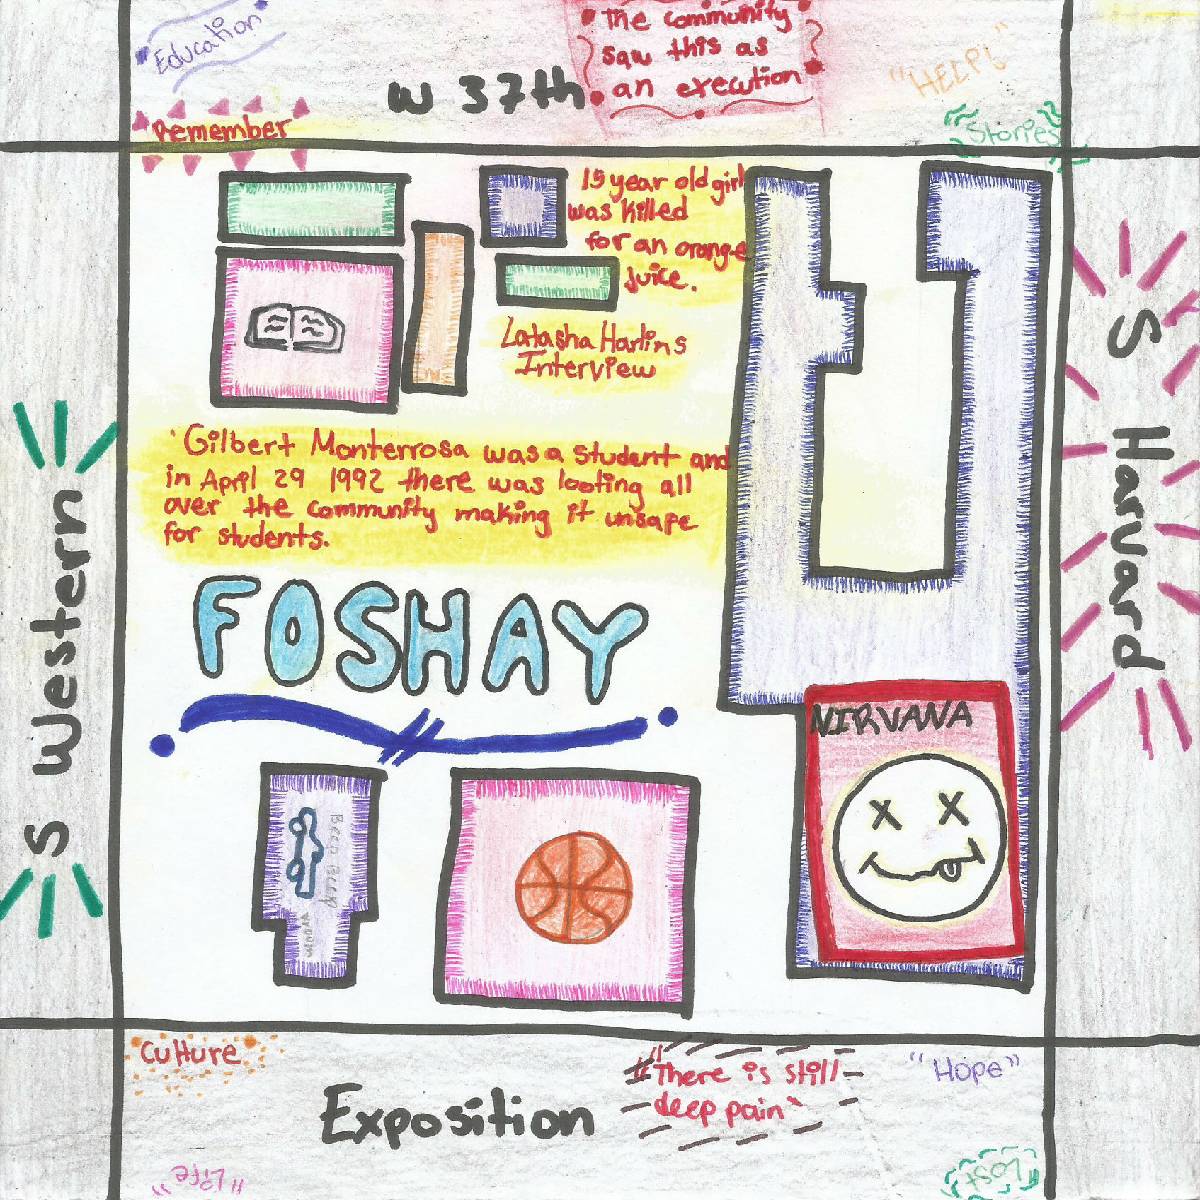 Education
The community
saw this as
an execution
"HELP!"
W 37th
Remember
Stories
15 year old girl
was killed
for an orange
juice.
Latasha Harlins
Interview
Gilbert Monterrosa was a student and
in April 29 1992 there was looting all
over the community making it unsafe
for students.
FOSHAY
S Western
S Harvard
NIRVANA
Beep Beep
vroom
Culture
Exposition
"There is still
deep pain"
"Hope"
"Life"
Lost